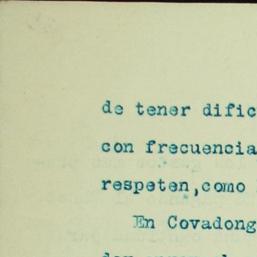 de tener dific
con frecuencia
respeten,como
En Covadong